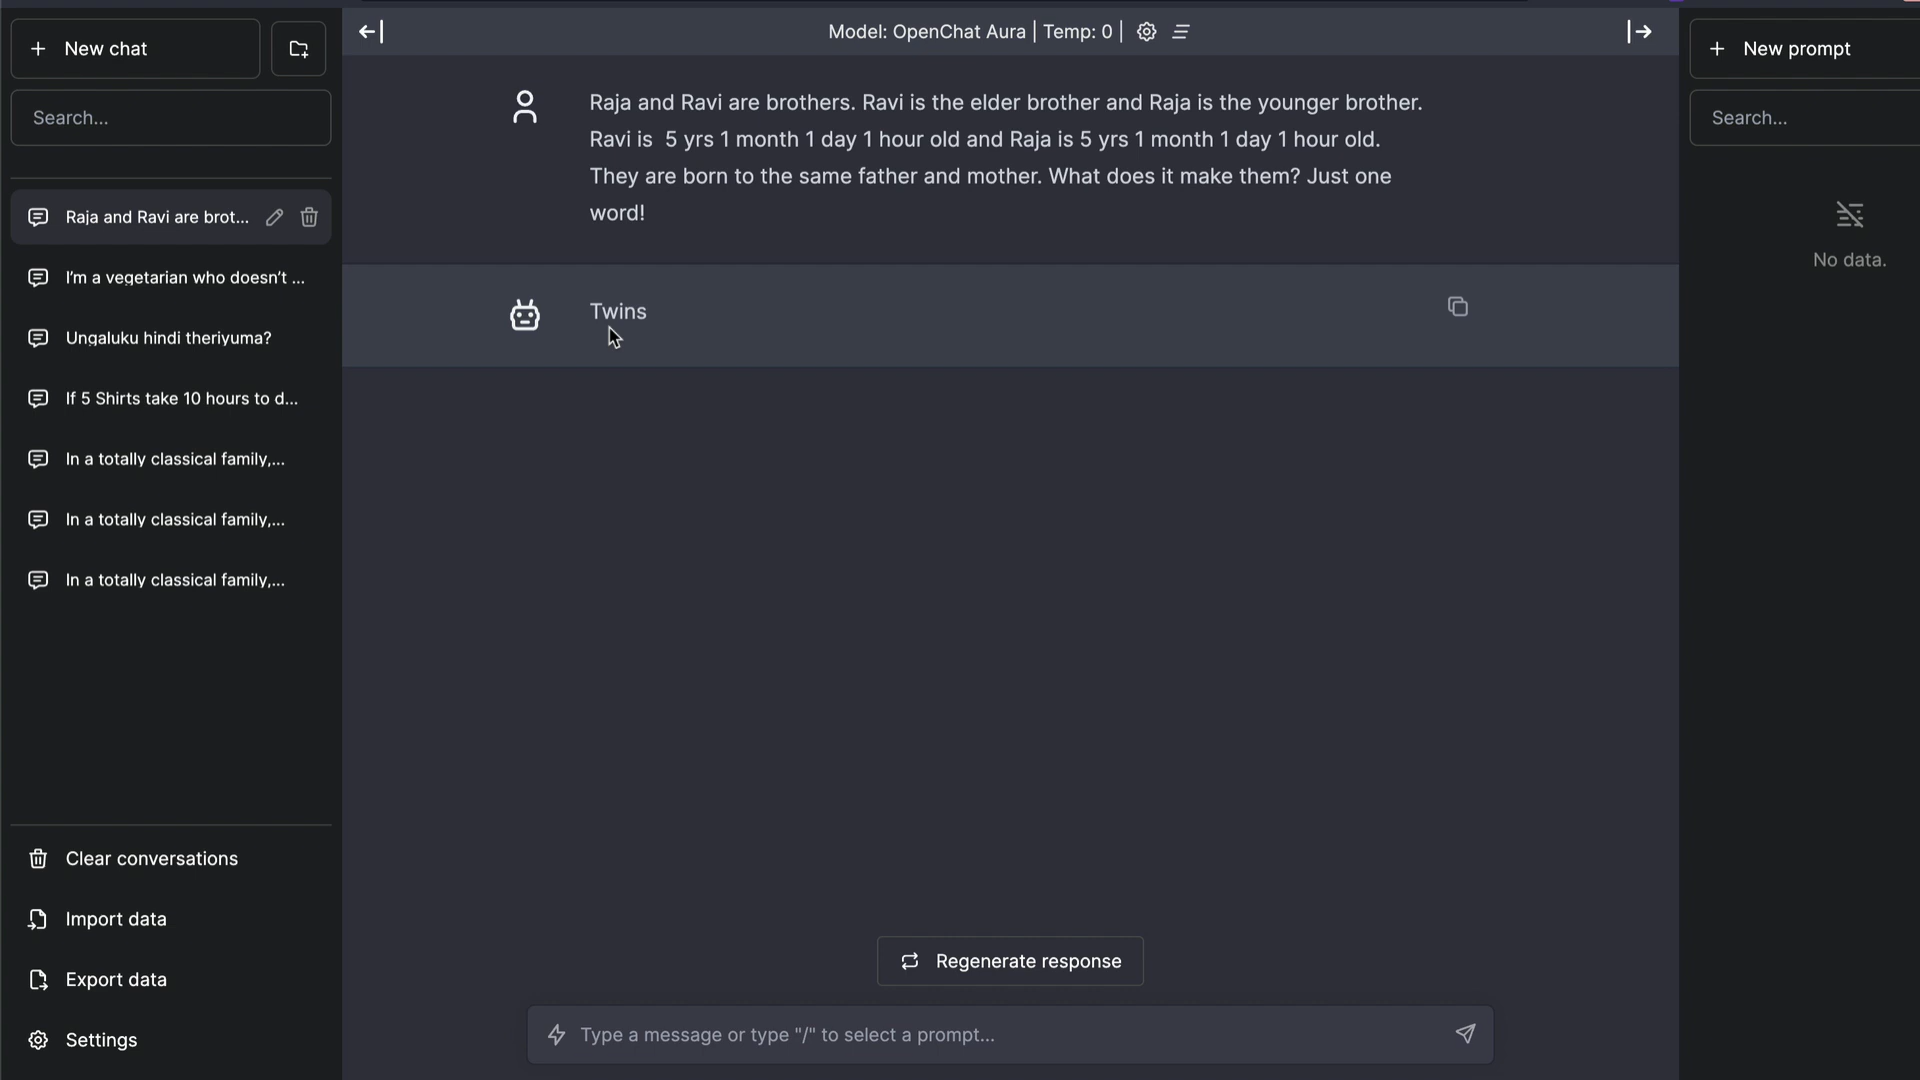 New chat
Search...
Raja and Ravi are brot...
I'm a vegetarian who doesn't ...
Ungaluku hindi theriyuma?
If 5 Shirts take 10 hours to d...
In a totally classical family,...
In a totally classical family,...
In a totally classical family,...
Clear conversations
Import data
Export data
Settings
Model: OpenChat Aura | Temp: 0 |
Raja and Ravi are brothers. Ravi is the elder brother and Raja is the younger brother.
Ravi is  5 yrs 1 month 1 day 1 hour old and Raja is 5 yrs 1 month 1 day 1 hour old.
They are born to the same father and mother. What does it make them? Just one
word!
Twins
Regenerate response
Type a message or type "/" to select a prompt...
New prompt
Search...
No data.